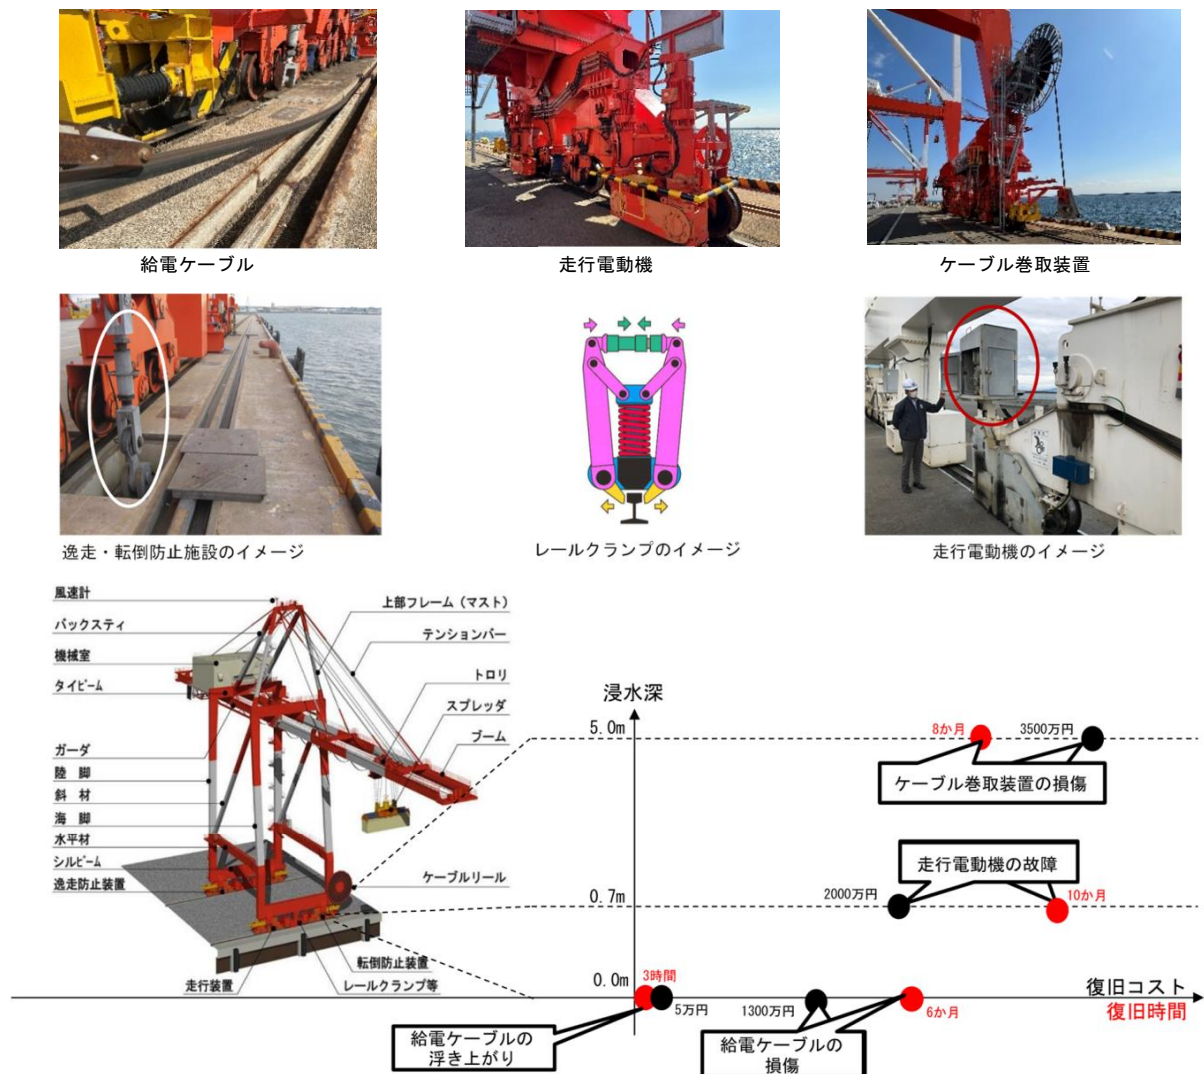 給電ケーブル
走行電動機
ケーブル巻取装置
逸走・転倒防止施設のイメージ
レールクランプのイメージ
走行電動機のイメージ
風速計
バックスティ
機械室
タイビーム
ガーダ
陸 脚
斜 材
海 脚
水平材
シルビーム
逸走防止装置
走行装置
上部フレーム（マスト）
テンションバー
トロリ
スプレッダ
ブーム
ケーブルリール
転倒防止装置
レールクランプ等
浸水深
5.0m
8か月
3500万円
ケーブル巻取装置の損傷
走行電動機の故障
0.7m
2000万円
10か月
0.0m
3時間
5万円
1300万円
6か月
復旧コスト
復旧時間
給電ケーブルの
浮き上がり
給電ケーブルの
損傷